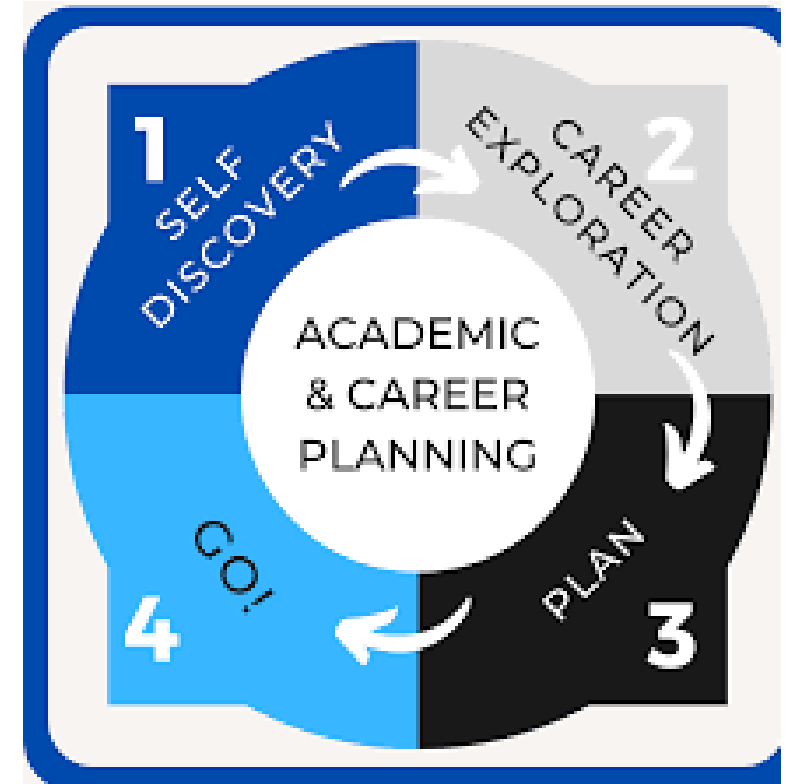 1
SELF
DISCOVERY
2
CAREER
EXPLORATION
ACADEMIC
& CAREER
PLANNING
3
PLAN
4
GO!